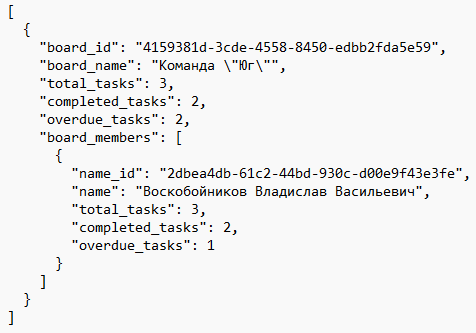 [
  {
    "board_id": "4159381d-3cde-4558-8450-edbb2fda5e59",
    "board_name": "Команда \"Юг\"",
    "total_tasks": 3,
    "completed_tasks": 2,
    "overdue_tasks": 2,
    "board_members": [
      {
        "name_id": "2dbea4db-61c2-44bd-930c-d00e9f43e3fe",
        "name": "Воскобойников Владислав Васильевич",
        "total_tasks": 3,
        "completed_tasks": 2,
        "overdue_tasks": 1
      }
    ]
  }
]